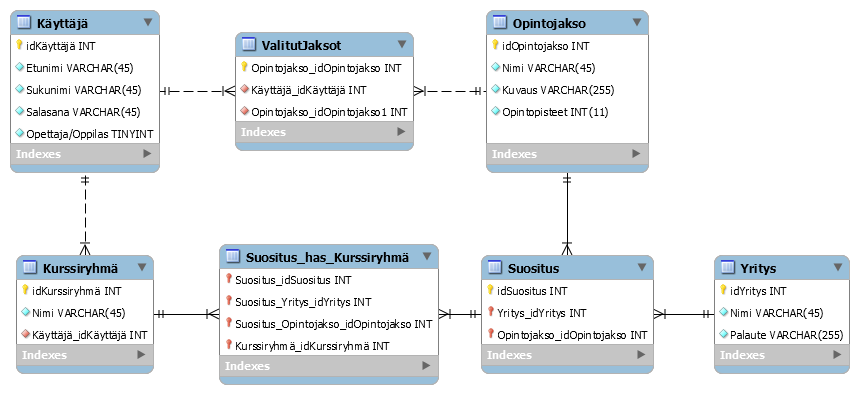 Käyttäjä
idKäyttäjä INT
Etunimi VARCHAR(45)
Sukunimi VARCHAR(45)
Salasana VARCHAR(45)
Opettaja/Oppilas TINYINT
Indexes
ValitutJaksot
Opintojakso_idOpintojakso INT
Käyttäjä_idKäyttäjä INT
Opintojakso_idOpintojakso1 INT
Indexes
Opintojakso
idOpintojakso INT
Nimi VARCHAR(45)
Kuvaus VARCHAR(255)
Opintopisteet INT(11)
Indexes
Kurssiryhmä
idKurssiryhmä INT
Nimi VARCHAR(45)
Käyttäjä_idKäyttäjä INT
Indexes
Suositus_has_Kurssiryhmä
Suositus_idSuositus INT
Suositus_Yritys_idYritys INT
Suositus_Opintojakso_idOpintojakso INT
Kurssiryhmä_idKurssiryhmä INT
Indexes
Suositus
idSuositus INT
Yritys_idYritys INT
Opintojakso_idOpintojakso INT
Indexes
Yritys
idYritys INT
Nimi VARCHAR(45)
Palaute VARCHAR(255)
Indexes